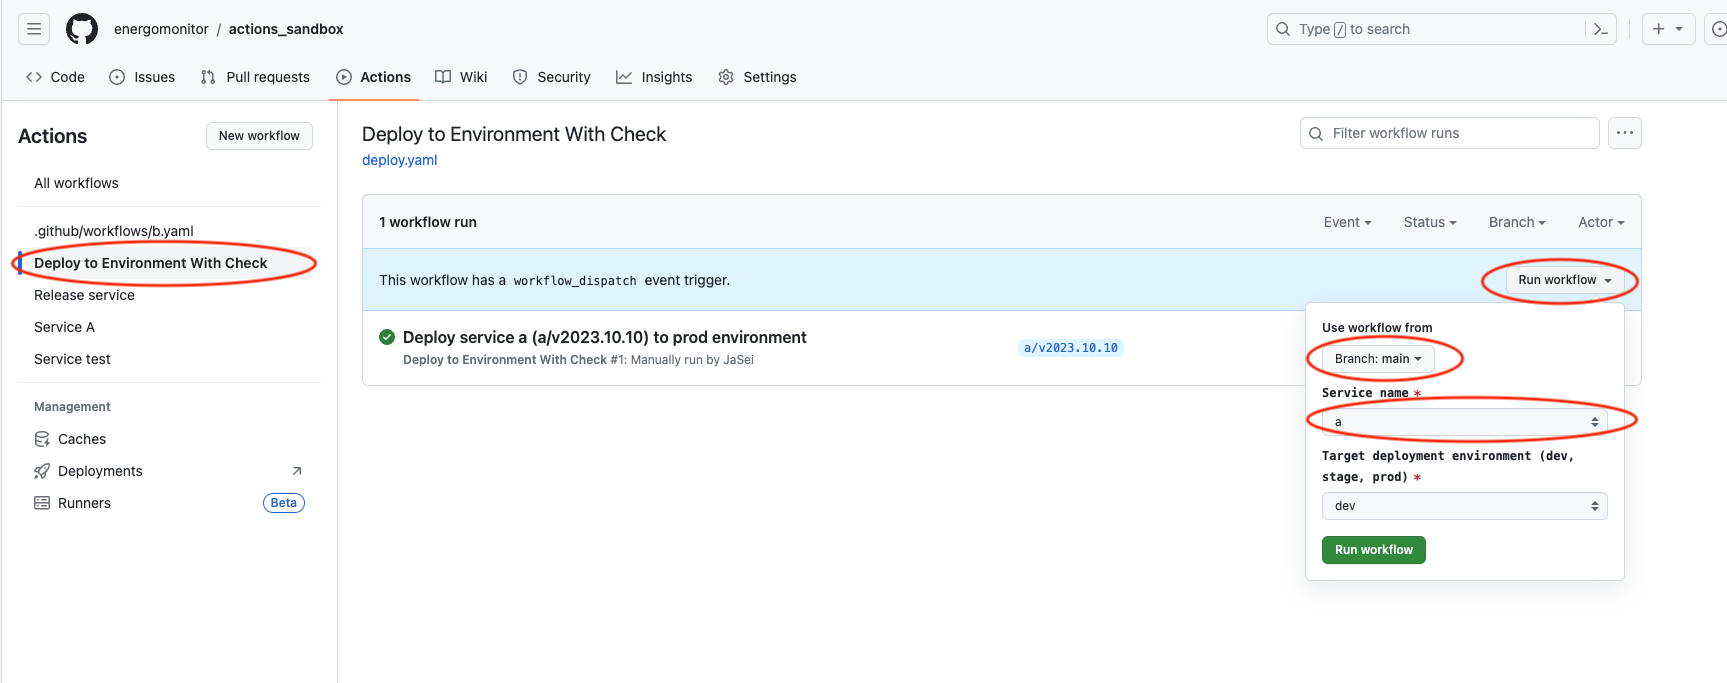 energomonitor / actions_sandbox
Type / to search
Code Issues Pull requests Actions Wiki Security Insights Settings
Actions
New workflow
All workflows
.github/workflows/b.yaml
Deploy to Environment With Check
Release service
Service A
Service test
Management
Caches
Deployments
Runners Beta
Deploy to Environment With Check
deploy.yaml
Filter workflow runs
1 workflow run
Event Status Branch Actor
This workflow has a workflow_dispatch event trigger.
Run workflow
Deploy service a (a/v2023.10.10) to prod environment
Deploy to Environment With Check #1: Manually run by JaSei
a/v2023.10.10
Use workflow from
Branch: main
Service name *
a
Target deployment environment (dev,
stage, prod) *
dev
Run workflow